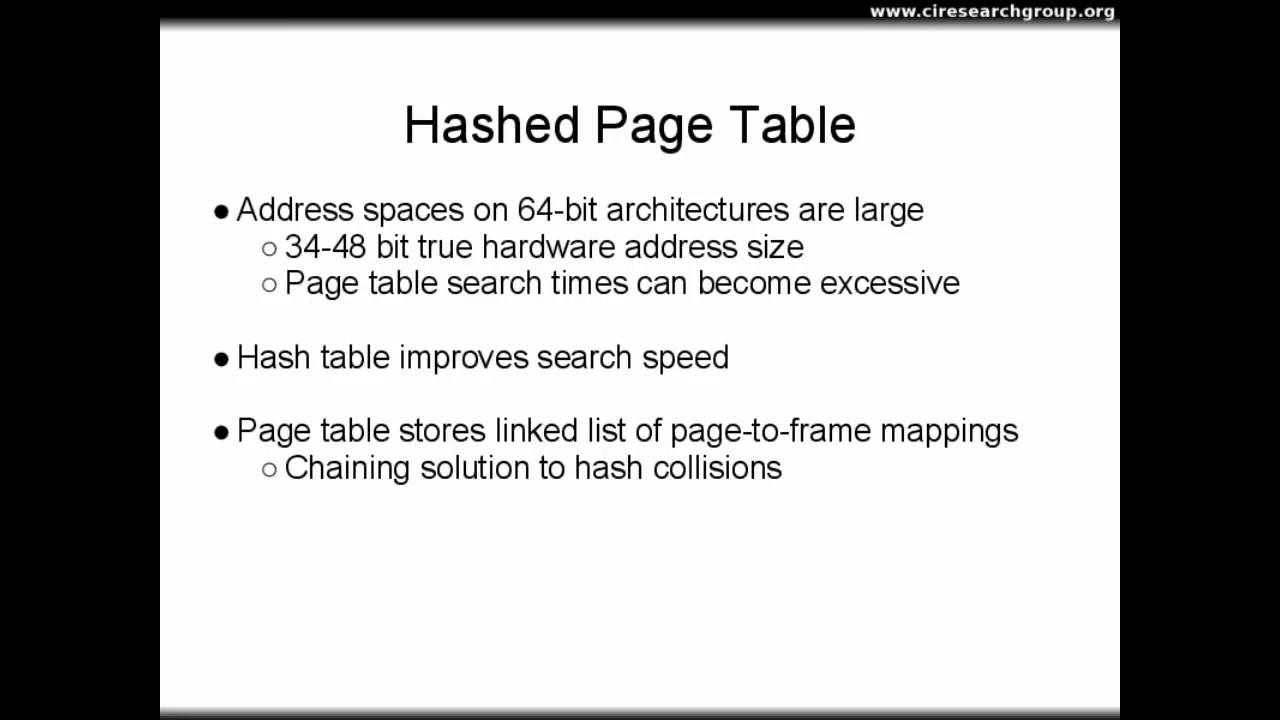 www.ciresearchgroup.org
Hashed Page Table
● Address spaces on 64-bit architectures are large
○ 34-48 bit true hardware address size
○ Page table search times can become excessive
● Hash table improves search speed
● Page table stores linked list of page-to-frame mappings
○ Chaining solution to hash collisions